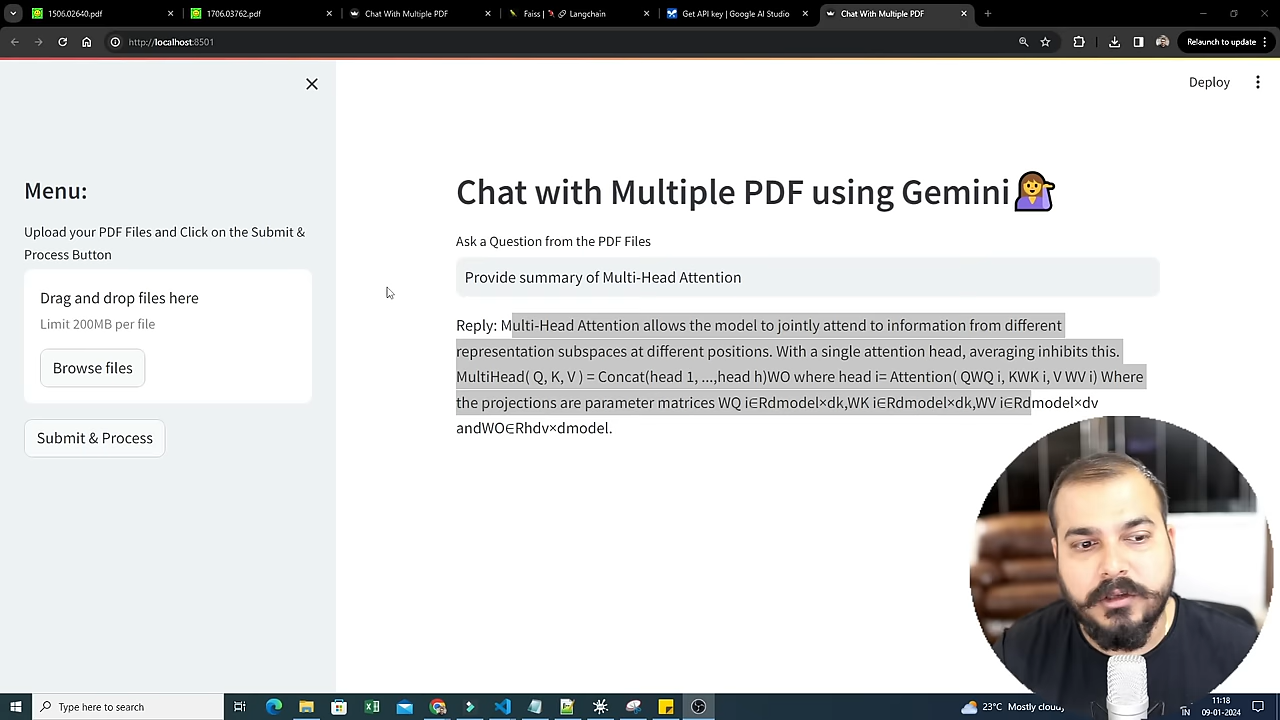 1506.02640.pdf
1706.03762.pdf
Chat With Multiple PDF
Faiss | 🦜️🔗 Langchain
Get API key | Google AI Studio
Chat With Multiple PDF
http://localhost:8501
Relaunch to update
Deploy
Menu:
Upload your PDF Files and Click on the Submit &
Process Button
Drag and drop files here
Limit 200MB per file
Browse files
Submit & Process
Chat with Multiple PDF using Gemini💁
Ask a Question from the PDF Files
Provide summary of Multi-Head Attention
Reply: Multi-Head Attention allows the model to jointly attend to information from different
representation subspaces at different positions. With a single attention head, averaging inhibits this.
MultiHead( Q, K, V ) = Concat(head 1, ...,head h)WO where head i= Attention( QWQ i, KWK i, V WV i) Where
the projections are parameter matrices WQ i∈Rdmodel×dk,WK i∈Rdmodel×dk,WV i∈Rdmodel×dv
andWO∈Rhdv×dmodel.
Type here to search
23°C Mostly cloudy
IN
11:18
09-01-2024